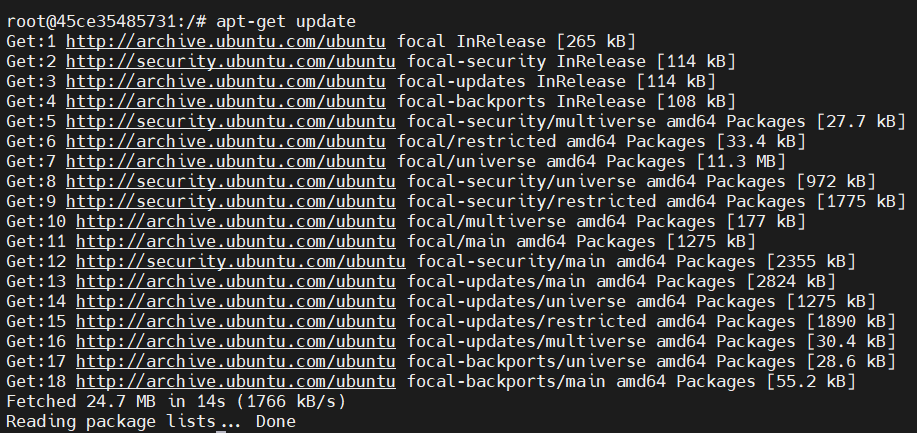 root@45ce35485731:/# apt-get update
Get:1 http://archive.ubuntu.com/ubuntu focal InRelease [265 kB]
Get:2 http://security.ubuntu.com/ubuntu focal-security InRelease [114 kB]
Get:3 http://archive.ubuntu.com/ubuntu focal-updates InRelease [114 kB]
Get:4 http://archive.ubuntu.com/ubuntu focal-backports InRelease [108 kB]
Get:5 http://security.ubuntu.com/ubuntu focal-security/multiverse amd64 Packages [27.7 kB]
Get:6 http://archive.ubuntu.com/ubuntu focal/restricted amd64 Packages [33.4 kB]
Get:7 http://archive.ubuntu.com/ubuntu focal/universe amd64 Packages [11.3 MB]
Get:8 http://security.ubuntu.com/ubuntu focal-security/universe amd64 Packages [972 kB]
Get:9 http://security.ubuntu.com/ubuntu focal-security/restricted amd64 Packages [1775 kB]
Get:10 http://archive.ubuntu.com/ubuntu focal/multiverse amd64 Packages [177 kB]
Get:11 http://archive.ubuntu.com/ubuntu focal/main amd64 Packages [1275 kB]
Get:12 http://security.ubuntu.com/ubuntu focal-security/main amd64 Packages [2355 kB]
Get:13 http://archive.ubuntu.com/ubuntu focal-updates/main amd64 Packages [2824 kB]
Get:14 http://archive.ubuntu.com/ubuntu focal-updates/universe amd64 Packages [1275 kB]
Get:15 http://archive.ubuntu.com/ubuntu focal-updates/restricted amd64 Packages [1890 kB]
Get:16 http://archive.ubuntu.com/ubuntu focal-updates/multiverse amd64 Packages [30.4 kB]
Get:17 http://archive.ubuntu.com/ubuntu focal-backports/universe amd64 Packages [28.6 kB]
Get:18 http://archive.ubuntu.com/ubuntu focal-backports/main amd64 Packages [55.2 kB]
Fetched 24.7 MB in 14s (1766 kB/s)
Reading package lists... Done